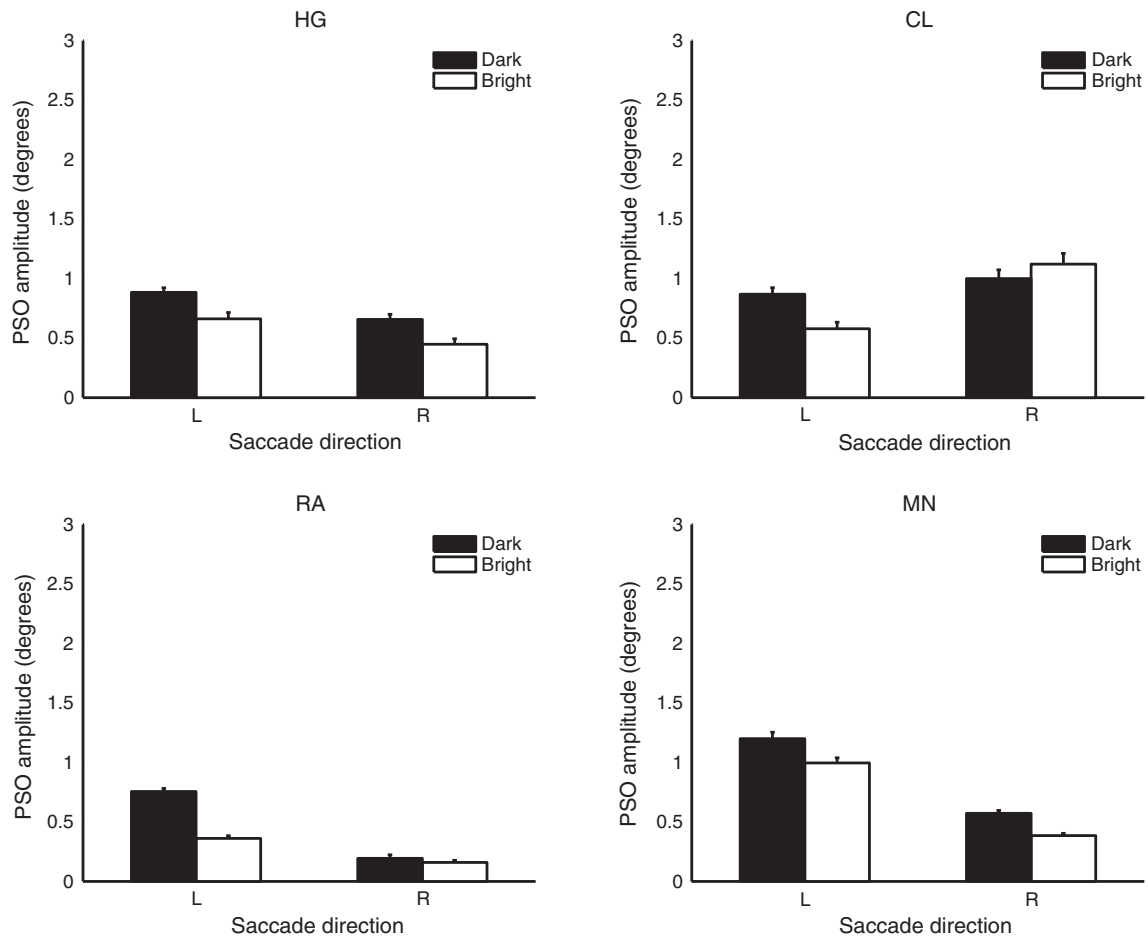 HG
3
2.5
2
1.5
1
0.5
0
PSO amplitude (degrees)
Dark
Bright
L
R
Saccade direction
CL
3
2.5
2
1.5
1
0.5
0
PSO amplitude (degrees)
Dark
Bright
L
R
Saccade direction
RA
3
2.5
2
1.5
1
0.5
0
PSO amplitude (degrees)
Dark
Bright
L
R
Saccade direction
MN
3
2.5
2
1.5
1
0.5
0
PSO amplitude (degrees)
Dark
Bright
L
R
Saccade direction